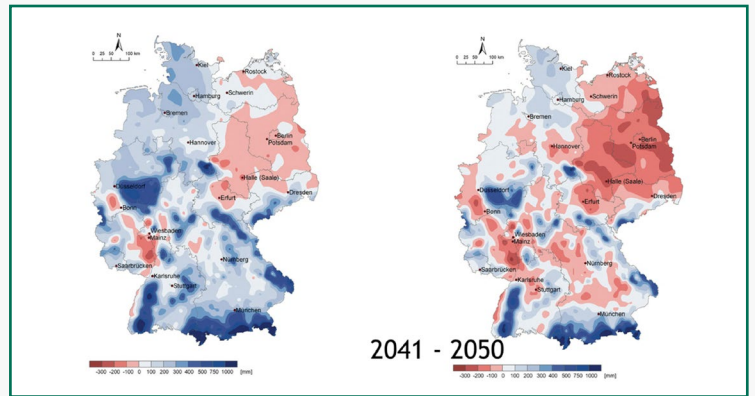 N
0 25 50 100 km
Kiel
Rostock
Hamburg
Schwerin
Bremen
Hannover
Berlin
Potsdam
Düsseldorf
Halle (Saale)
Erfurt
Dresden
Bonn
Wiesbaden
Mainz
Saarbrücken
Nürnberg
Karlsruhe
Stuttgart
München
-300 -200 -100 0 100 200 300 400 500 750 1000 [mm]
N
0 25 50 100 km
Kiel
Rostock
Hamburg
Schwerin
Bremen
Hannover
Berlin
Potsdam
Düsseldorf
Halle (Saale)
Erfurt
Dresden
Bonn
Wiesbaden
Mainz
Saarbrücken
Nürnberg
Karlsruhe
Stuttgart
München
2041 - 2050
-300 -200 -100 0 100 200 300 400 500 750 1000 [mm]